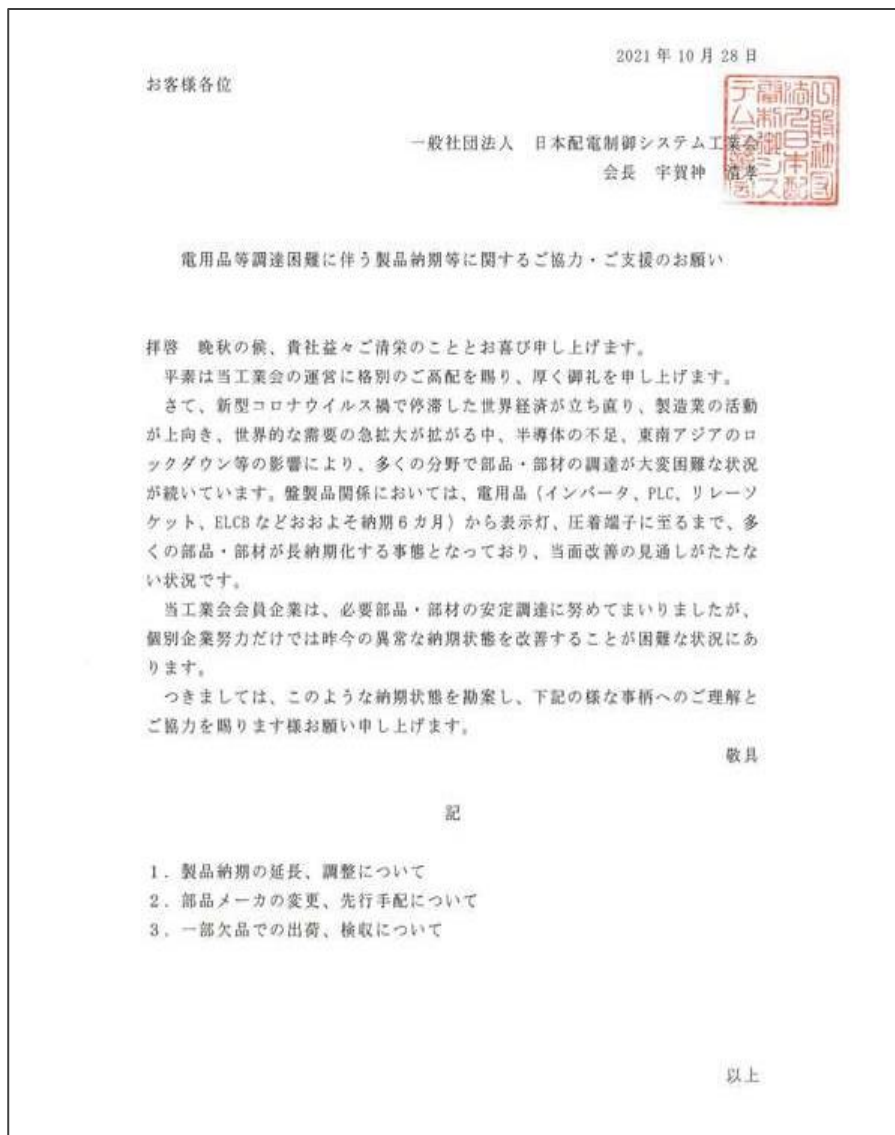 2021年10月28日
お客様各位
一般社団法人　日本配電制御システム工業会
会長　宇賀神　清孝
電用品等調達困難に伴う製品納期等に関するご協力・ご支援のお願い
拝啓　晩秋の候、貴社益々ご清栄のこととお喜び申し上げます。
　平素は当工業会の運営に格別のご高配を賜り、厚く御礼を申し上げます。
　さて、新型コロナウイルス禍で停滞した世界経済が立ち直り、製造業の活動
が上向き、世界的な需要の急拡大が拡がる中、半導体の不足、東南アジアのロ
ックダウン等の影響により、多くの分野で部品・部材の調達が大変困難な状況
が続いています。盤製品関係においては、電用品（インバータ、PLC、リレーソ
ケット、ELCBなどおおよそ納期6カ月）から表示灯、圧着端子に至るまで、多
くの部品・部材が長納期化する事態となっており、当面改善の見通しがたたな
い状況です。
　当工業会会員企業は、必要部品・部材の安定調達に努めてまいりましたが、
個別企業努力だけでは昨今の異常な納期状態を改善することが困難な状況にあ
ります。
　つきましては、このような納期状態を勘案し、下記の様な事柄へのご理解と
ご協力を賜ります様お願い申し上げます。
敬具
記
1．製品納期の延長、調整について
2．部品メーカの変更、先行手配について
3．一部欠品での出荷、検収について
以上